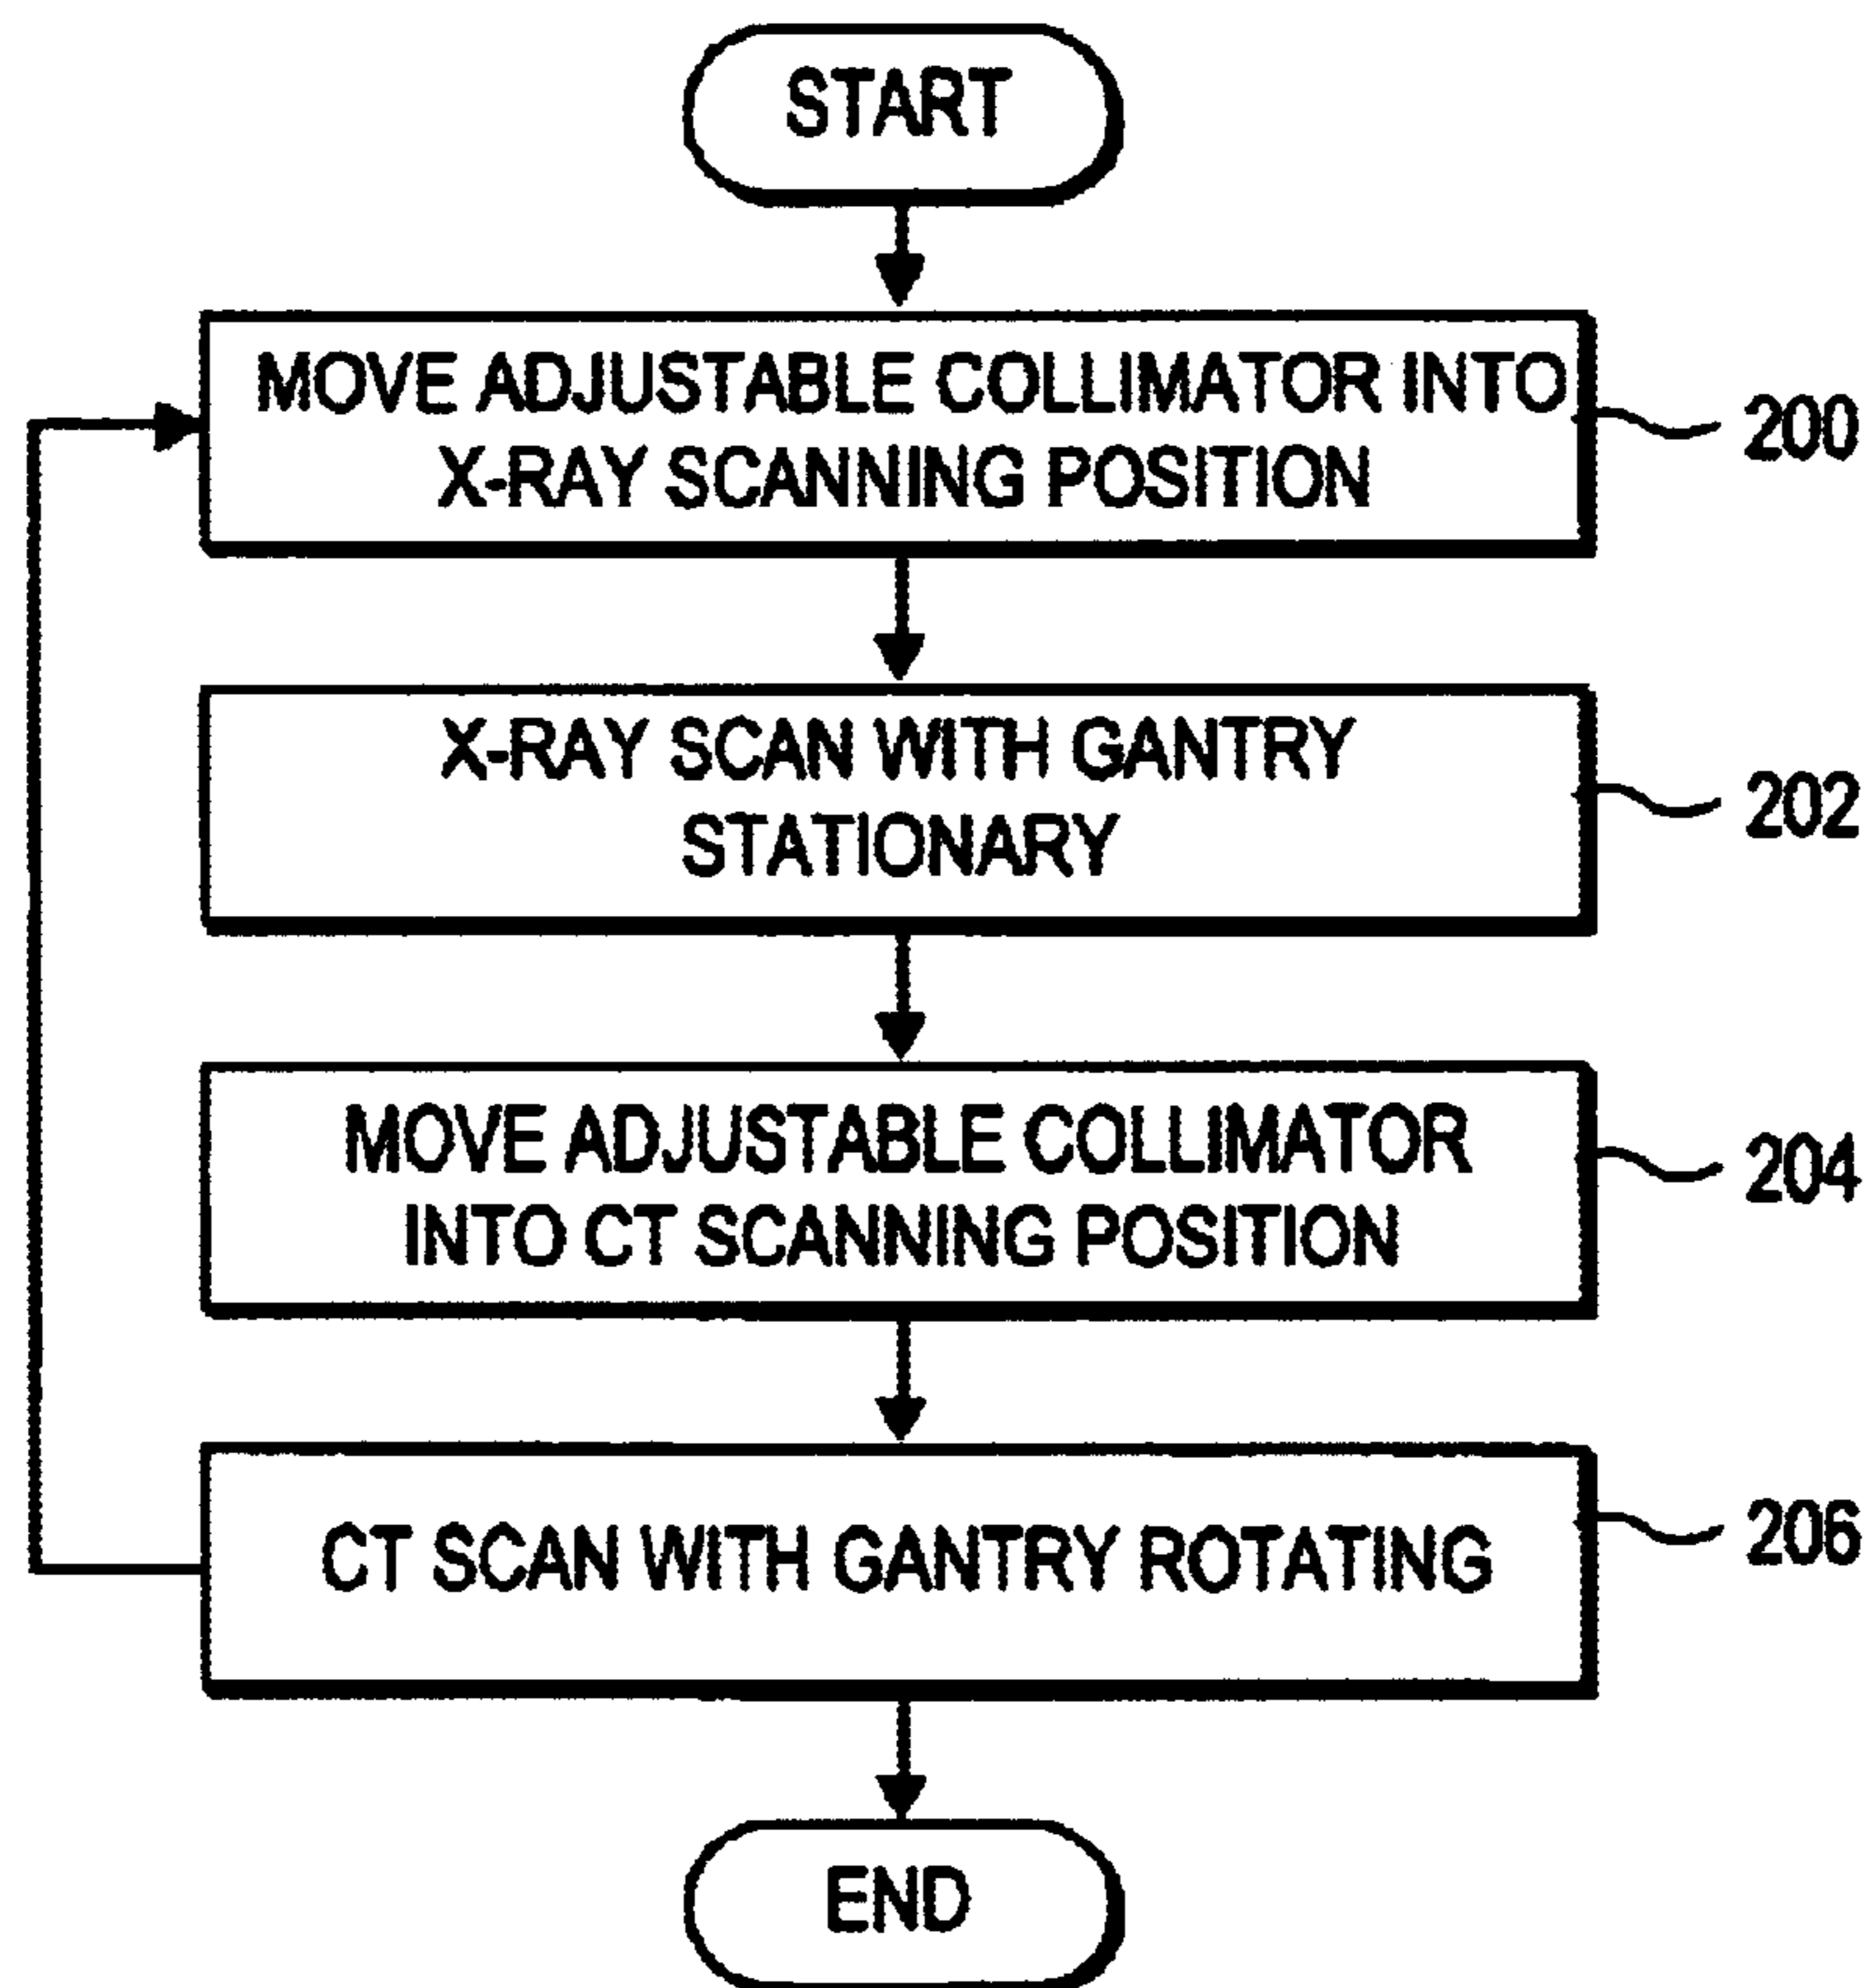 START
MOVE ADJUSTABLE COLLIMATOR INTO
X-RAY SCANNING POSITION
200
X-RAY SCAN WITH GANTRY
STATIONARY
202
MOVE ADJUSTABLE COLLIMATOR
INTO CT SCANNING POSITION
204
CT SCAN WITH GANTRY ROTATING
206
END